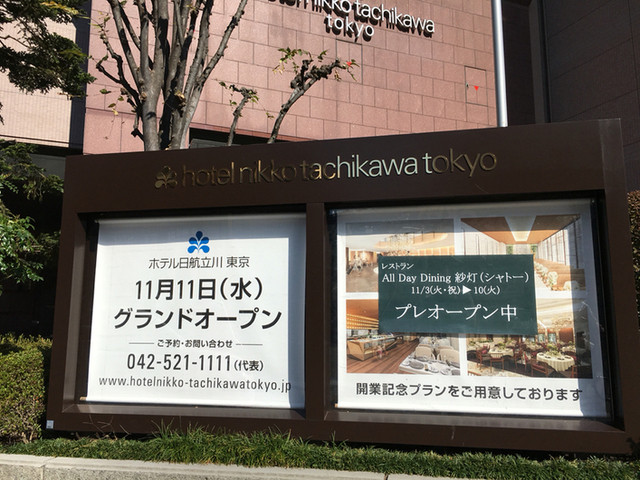 hotel nikko tachikawa
tokyo
hotel nikko tachikawa tokyo
ホテル日航立川 東京
11月11日(水)
グランドオープン
ご予約・お問い合わせ
042-521-1111(代表)
www.hotelnikko-tachikawatokyo.jp
レストラン
All Day Dining 紗灯(シャトー)
11/3(火・祝)▶10(火)
プレオープン中
開業記念プランをご用意しております